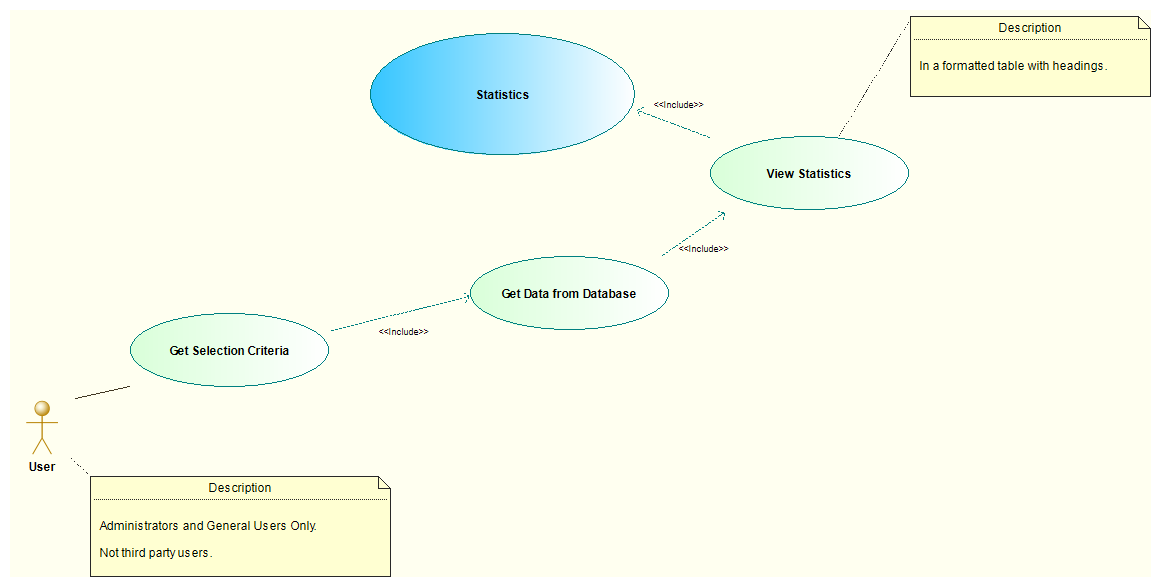 Description
In a formatted table with headings.
Statistics
<<Include>>
View Statistics
<<Include>>
Get Data from Database
<<Include>>
Get Selection Criteria
User
Description
Administrators and General Users Only.
Not third party users.